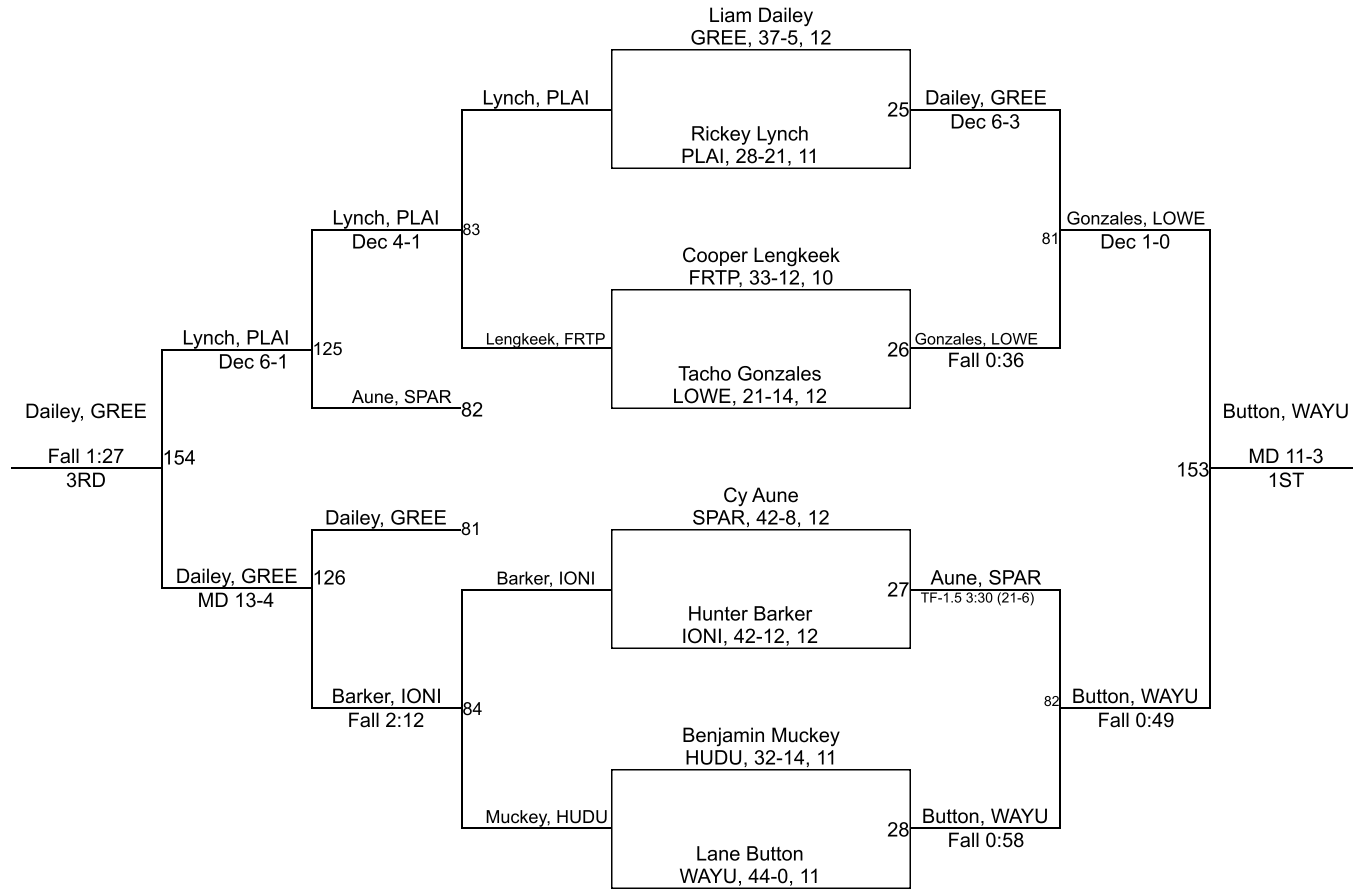 Liam Dailey
GREE, 37-5, 12
Lynch, PLAI
25
Dailey, GREE
Dec 6-3
Rickey Lynch
PLAI, 28-21, 11
Lynch, PLAI
Dec 4-1
83
Gonzales, LOWE
81
Dec 1-0
Cooper Lengkeek
FRTP, 33-12, 10
Lynch, PLAI
Dec 6-1
125
Lengkeek, FRTP
26
Gonzales, LOWE
Fall 0:36
Tacho Gonzales
LOWE, 21-14, 12
Aune, SPAR
82
Dailey, GREE
Fall 1:27
3RD
154
Button, WAYU
153
MD 11-3
1ST
Cy Aune
SPAR, 42-8, 12
Dailey, GREE
81
Dailey, GREE
MD 13-4
126
Barker, IONI
27
Aune, SPAR
TF-1.5 3:30 (21-6)
Hunter Barker
IONI, 42-12, 12
Barker, IONI
Fall 2:12
84
82
Button, WAYU
Fall 0:49
Benjamin Muckey
HUDU, 32-14, 11
Muckey, HUDU
28
Button, WAYU
Fall 0:58
Lane Button
WAYU, 44-0, 11